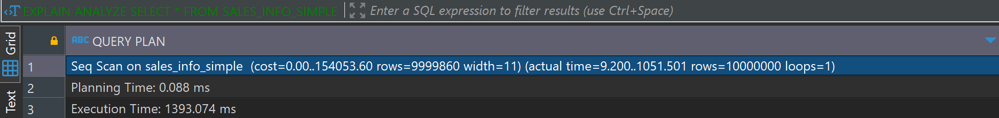 T EXPLAIN ANALYZE SELECT * FROM SALES_INFO_SIMPLE Enter a SQL expression to filter results (use Ctrl+Space)
Grid
Text
ABC QUERY PLAN
1 Seq Scan on sales_info_simple (cost=0.00..154053.60 rows=9999860 width=11) (actual time=9.200..1051.501 rows=10000000 loops=1)
2 Planning Time: 0.088 ms
3 Execution Time: 1393.074 ms